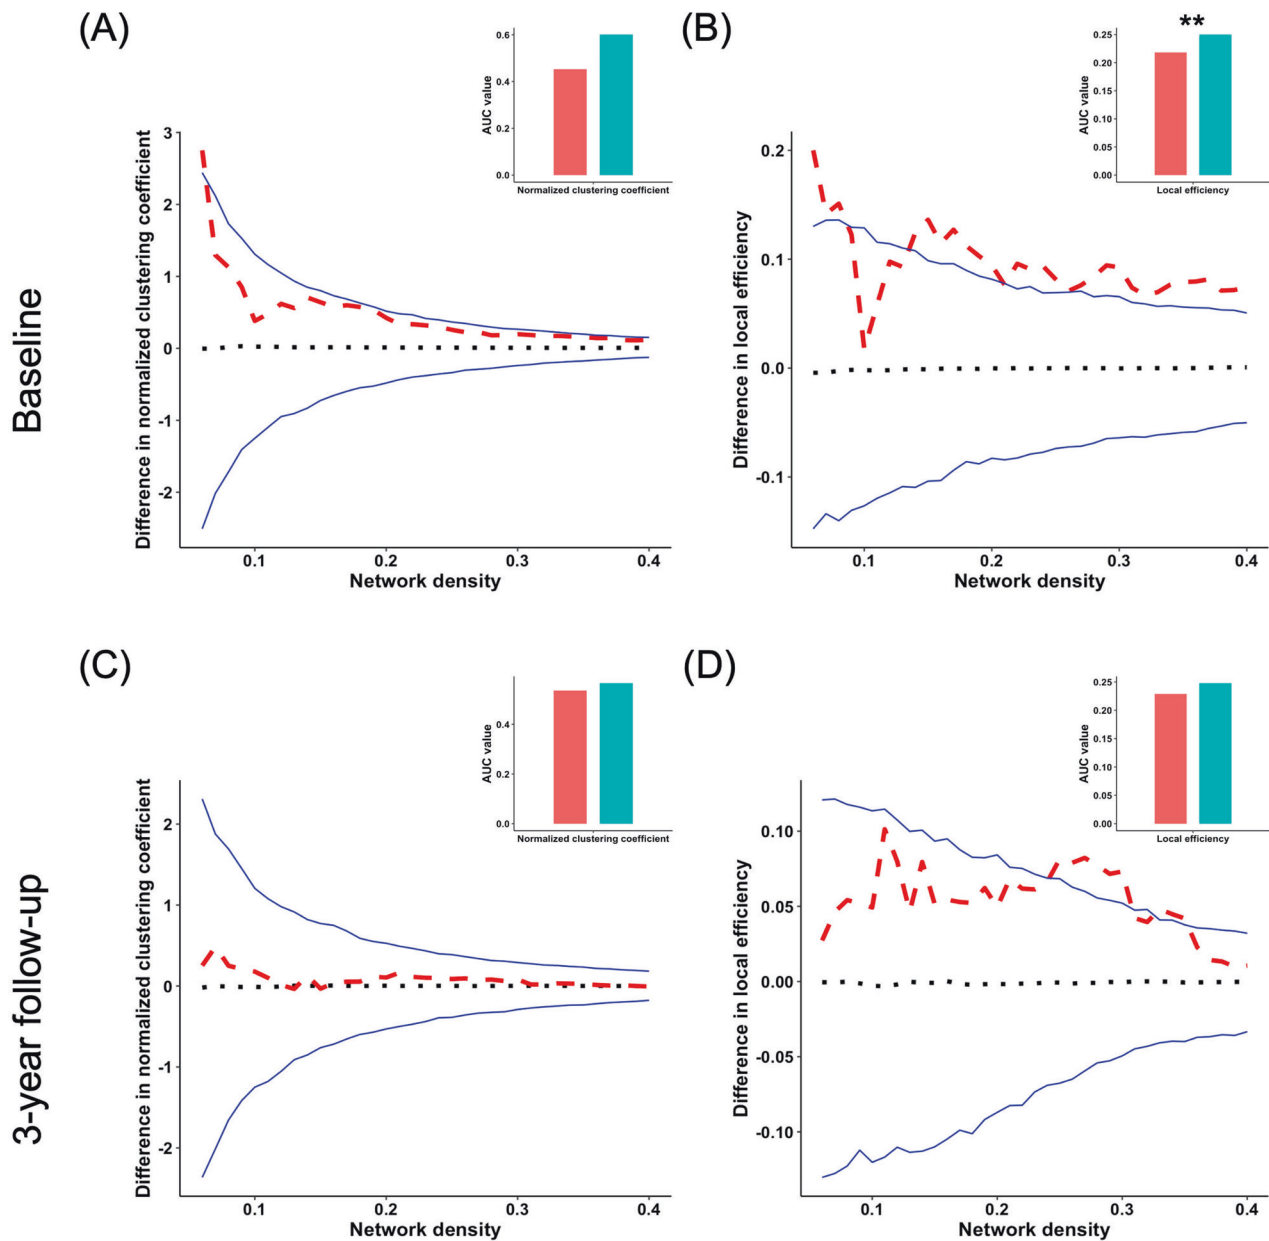 (A)
0.6
0.4
0.2
0.0
AUC value
Normalized clustering coefficient
3
2
1
0
-1
-2
Difference in normalized clustering coefficient
0.1
0.2
0.3
0.4
Network density
(B)
**
0.25
0.20
0.15
0.10
0.05
0.00
AUC value
Local efficiency
0.2
0.1
0.0
-0.1
Difference in local efficiency
0.1
0.2
0.3
0.4
Network density
Baseline
(C)
0.4
0.2
0.0
AUC value
Normalized clustering coefficient
2
1
0
-1
-2
Difference in normalized clustering coefficient
0.1
0.2
0.3
0.4
Network density
(D)
0.25
0.20
0.15
0.10
0.05
0.00
AUC value
Local efficiency
0.10
0.05
0.00
-0.05
-0.10
Difference in local efficiency
0.1
0.2
0.3
0.4
Network density
3-year follow-up